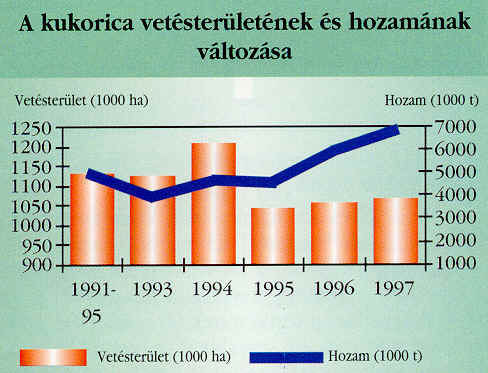 A kukorica vetésterületének és hozamának
változása
Vetésterület (1000 ha)
Hozam (1000 t)
1250
1200
1150
1100
1050
1000
950
900
7000
6000
5000
4000
3000
2000
1000
1991-
95
1993 1994 1995 1996 1997
Vetésterület (1000 ha)
Hozam (1000 t)